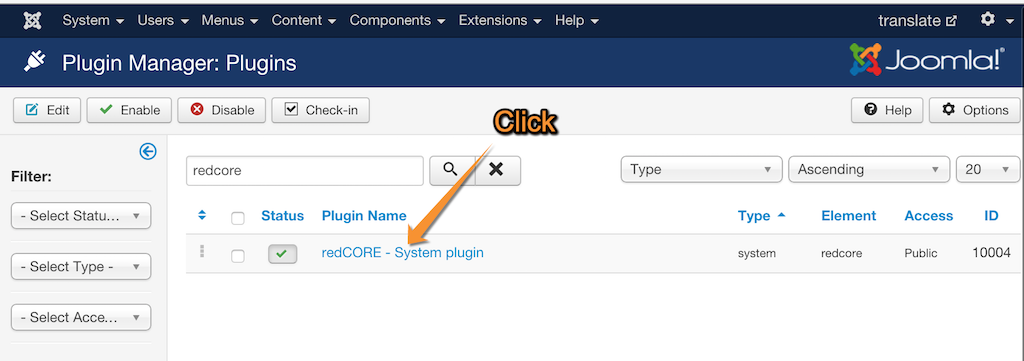 System Users Menus Content Components Extensions Help translate
Plugin Manager: Plugins Joomla!®
Edit Enable Disable Check-in Help Options
Click
Filter:
redcore Type Ascending 20
- Select Statu...
Status Plugin Name Type Element Access ID
redCORE - System plugin system redcore Public 10004
- Select Type -
- Select Acce...